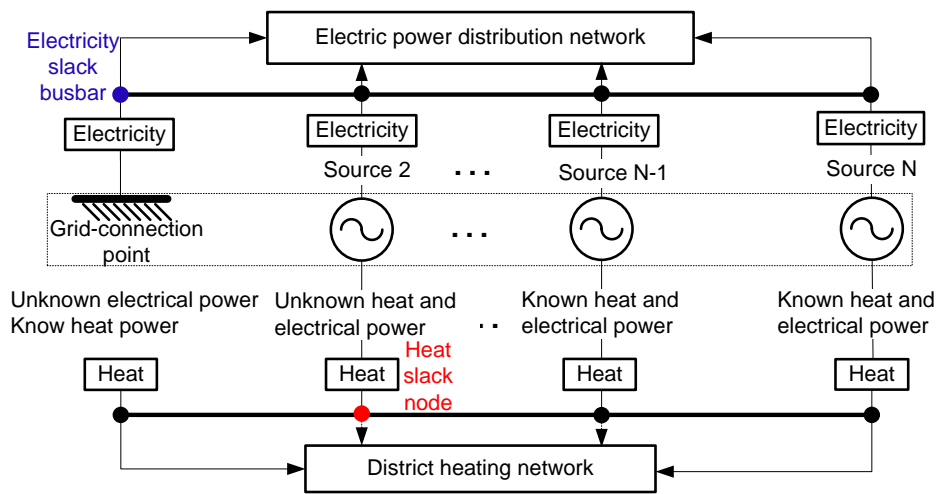 Electric power distribution network
Electricity
slack
busbar
Electricity
Electricity
Electricity
Electricity
Source 2
...
Source N-1
Source N
Grid-connection
point
...
Unknown electrical power
Know heat power
Unknown heat and
electrical power
..
Known heat and
electrical power
Known heat and
electrical power
Heat
Heat
Heat
slack
node
Heat
Heat
District heating network